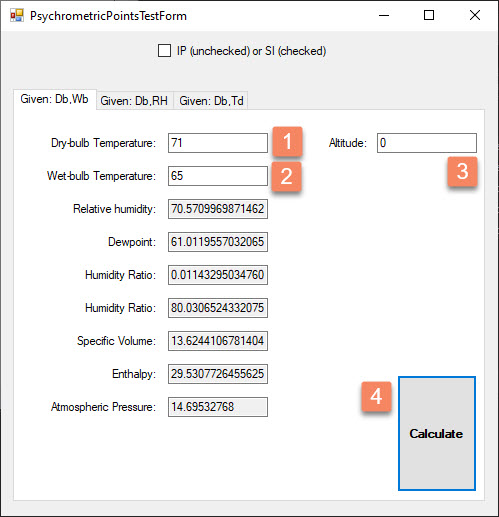 PsychrometricPointsTestForm
IP (unchecked) or SI (checked)
Given: Db,Wb Given: Db,RH Given: Db,Td
Dry-bulb Temperature: 71 1 Altitude: 0
Wet-bulb Temperature: 65 2 3
Relative humidity: 70.5709969871462
Dewpoint: 61.0119557032065
Humidity Ratio: 0.01143295034760
Humidity Ratio: 80.0306524332075
Specific Volume: 13.6244106781404
Enthalpy: 29.5307726455625
4
Atmospheric Pressure: 14.69532768
Calculate